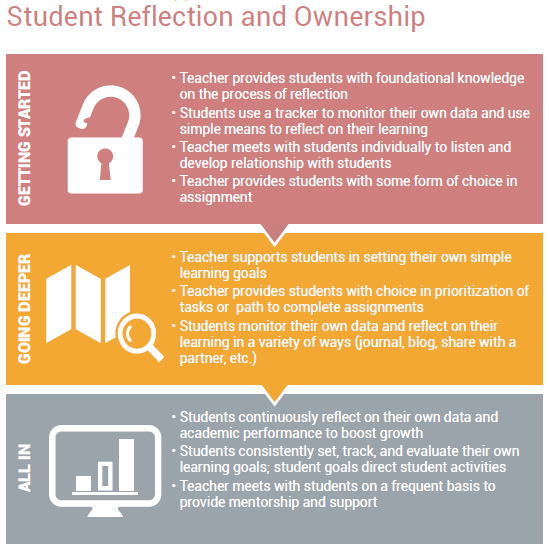 Student Reflection and Ownership
GETTING STARTED
• Teacher provides students with foundational knowledge
on the process of reflection
• Students use a tracker to monitor their own data and use
simple means to reflect on their learning
• Teacher meets with students individually to listen and
develop relationship with students
• Teacher provides students with some form of choice in
assignment
GOING DEEPER
• Teacher supports students in setting their own simple
learning goals
• Teacher provides students with choice in prioritization of
tasks or path to complete assignments
• Students monitor their own data and reflect on their
learning in a variety of ways (journal, blog, share with a
partner, etc.)
ALL IN
• Students continuously reflect on their own data and
academic performance to boost growth
• Students consistently set, track, and evaluate their own
learning goals; student goals direct student activities
• Teacher meets with students on a frequent basis to
provide mentorship and support